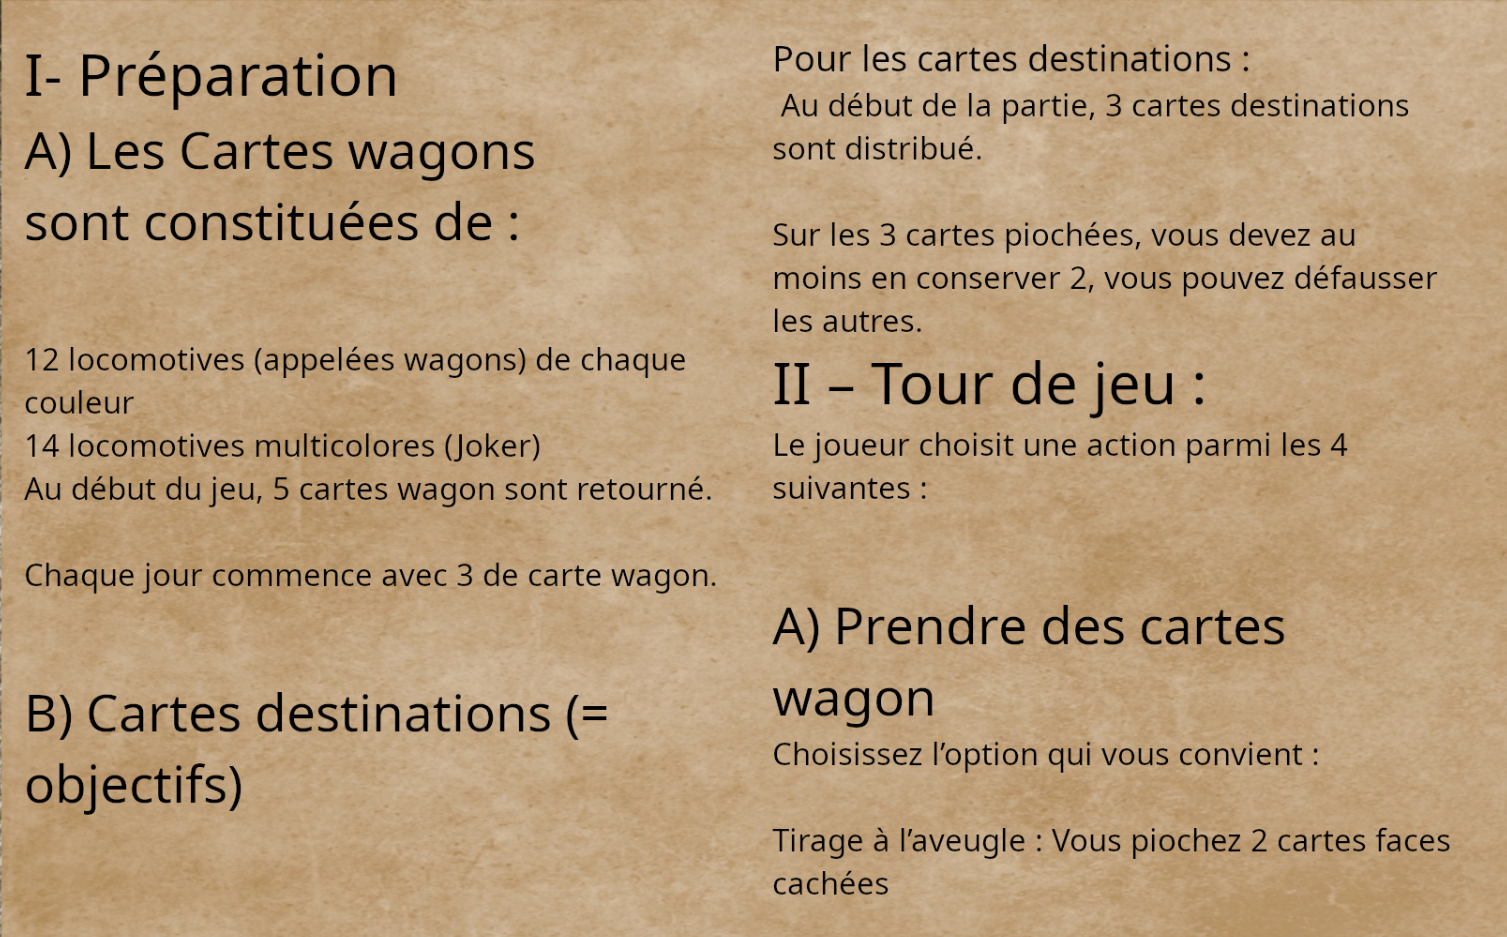 I- Préparation
A) Les Cartes wagons
sont constituées de :
12 locomotives (appelées wagons) de chaque
couleur
14 locomotives multicolores (Joker)
Au début du jeu, 5 cartes wagon sont retourné.
Chaque jour commence avec 3 de carte wagon.
B) Cartes destinations (=
objectifs)
Pour les cartes destinations :
Au début de la partie, 3 cartes destinations
sont distribué.
Sur les 3 cartes piochées, vous devez au
moins en conserver 2, vous pouvez défausser
les autres.
II – Tour de jeu :
Le joueur choisit une action parmi les 4
suivantes :
A) Prendre des cartes
wagon
Choisissez l’option qui vous convient :
Tirage à l’aveugle : Vous piochez 2 cartes faces
cachées